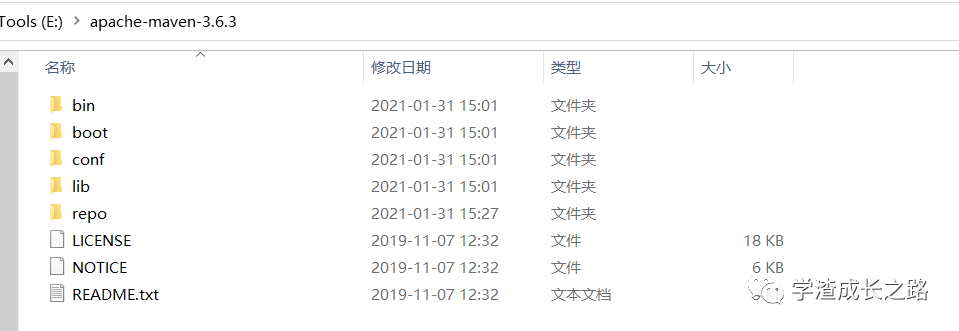 Tools (E:) > apache-maven-3.6.3
名称 修改日期 类型 大小
bin 2021-01-31 15:01 文件夹
boot 2021-01-31 15:01 文件夹
conf 2021-01-31 15:01 文件夹
lib 2021-01-31 15:01 文件夹
repo 2021-01-31 15:27 文件夹
LICENSE 2019-11-07 12:32 文件 18 KB
NOTICE 2019-11-07 12:32 文件 6 KB
README.txt 2019-11-07 12:32 文本文档
学渣成长之路